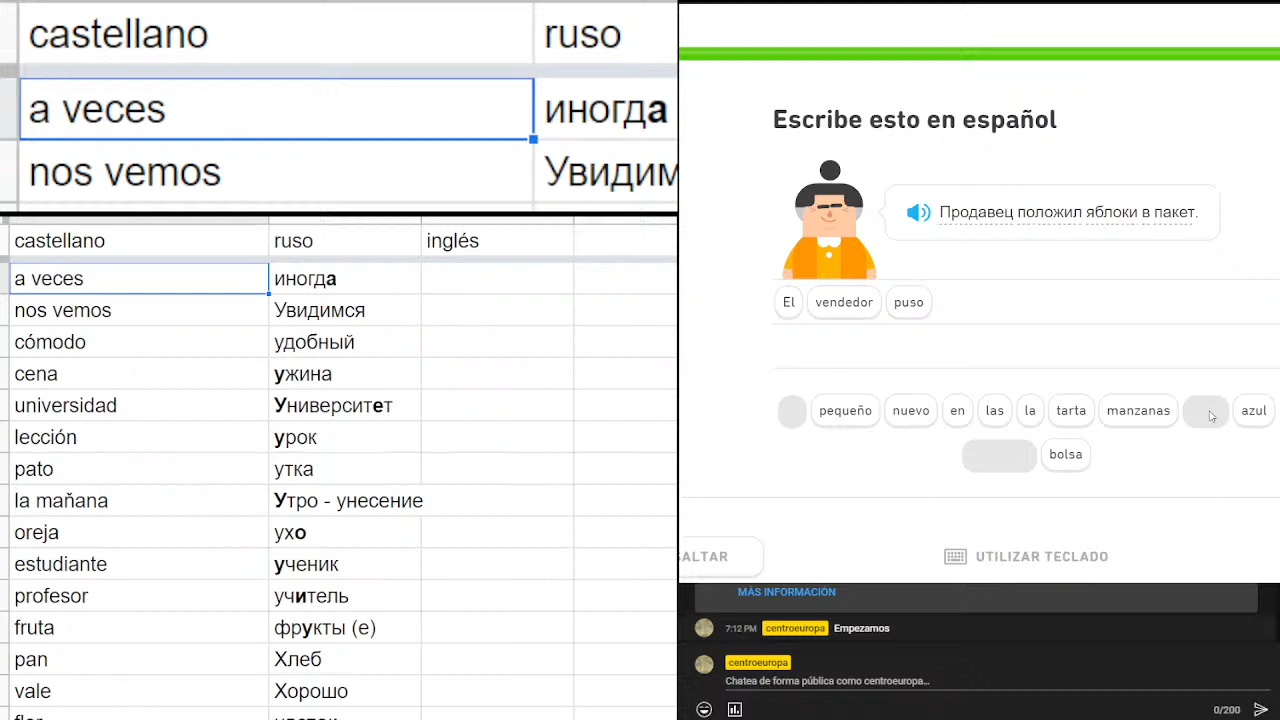 castellano ruso
a veces иногда
nos vemos Увидим
castellano ruso inglés
a veces иногда
nos vemos Увидимся
cómodo удобный
cena ужина
universidad Университет
lección урок
pato утка
la maňana Утро - унесение
oreja ухо
estudiante ученик
profesor учитель
fruta фрукты (е)
pan Хлеб
vale Хорошо
Escribe esto en español
Продавец положил яблоки в пакет.
El vendedor puso
pequeño nuevo en las la tarta manzanas azul
bolsa
SALTAR UTILIZAR TECLADO
MÁS INFORMACIÓN
7:12 PM centroeuropa Empezamos
centroeuropa
Chatea de forma pública como centroeuropa...
0/200